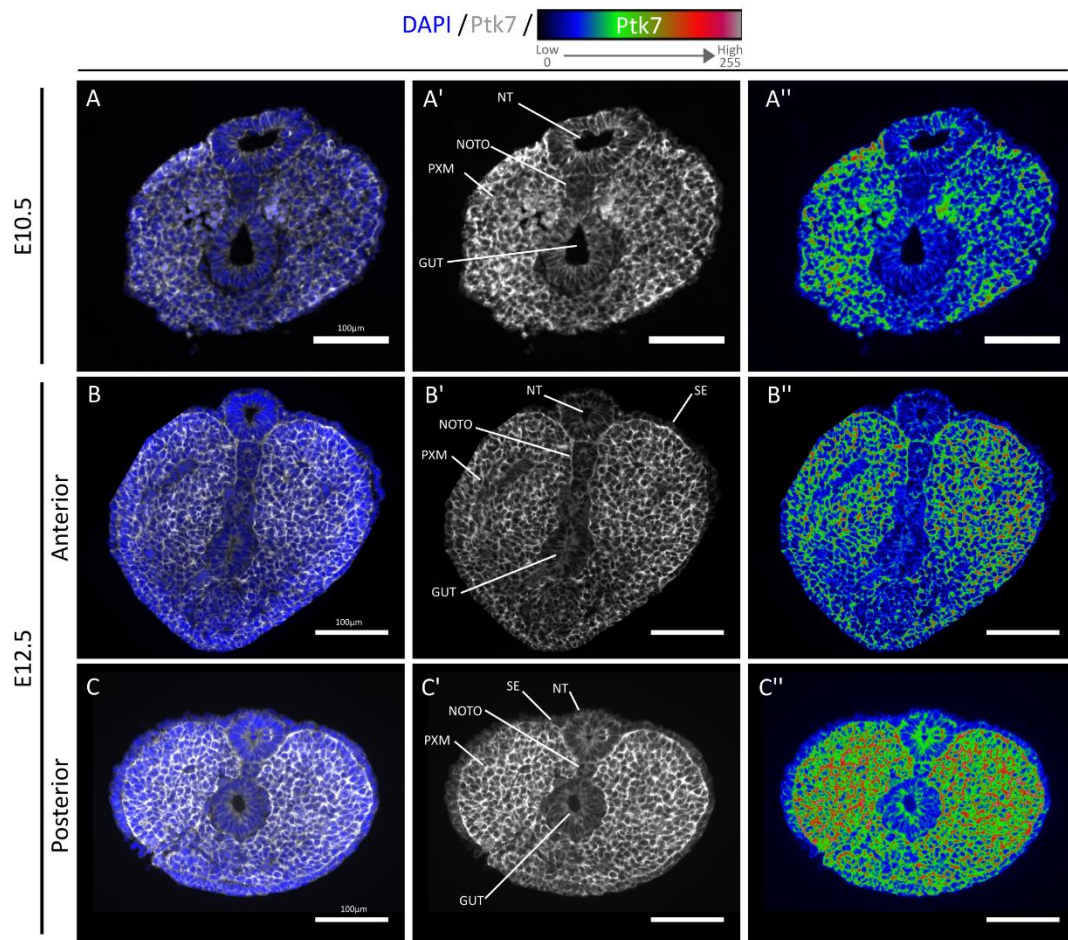 DAPI / Ptk7 / Ptk7
Low High
0 255
E10.5
A
100µm
A'
NT
NOTO
PXM
GUT
A''
E12.5
Anterior
B
100µm
B'
NT
SE
NOTO
PXM
GUT
B''
Posterior
C
100µm
C'
SE NT
NOTO
PXM
GUT
C''